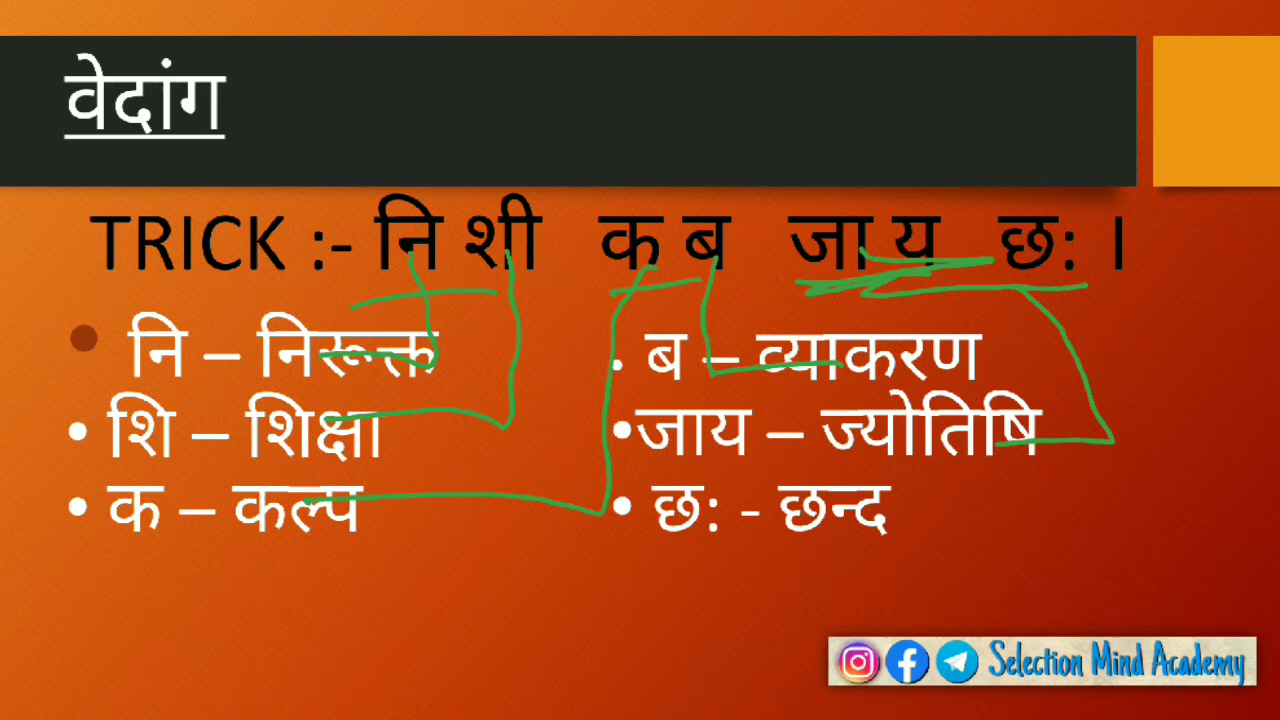 वेदांग
TRICK :- नि शी क ब जा य छः ।
नि – निरूक्त
• शि – शिक्षा
• क – कल्प
. ब – व्याकरण
•जाय – ज्योतिषि
• छः - छन्द
Selection Mind Academy